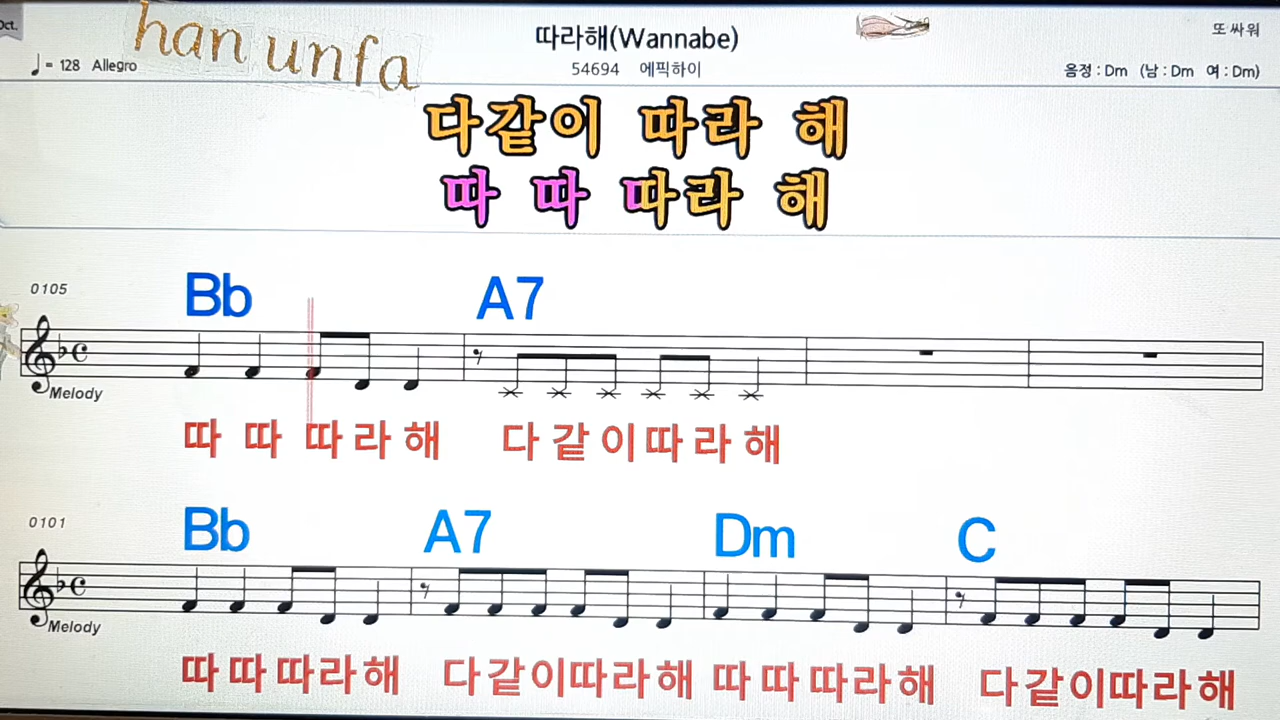 Oct.
han unfa
따라해(Wannabe)
또 싸워
♩= 128 Allegro
54694 에픽하이
음정 : Dm (남 : Dm 여 : Dm)
다같이 따라 해
따 따 따라 해
0105
Bb A7
Melody
따 따 따 라 해 다 같 이 따 라 해
0101
Bb A7 Dm C
Melody
따 따 따라해 다같이따라해 따 따 따라해 다같이따라해